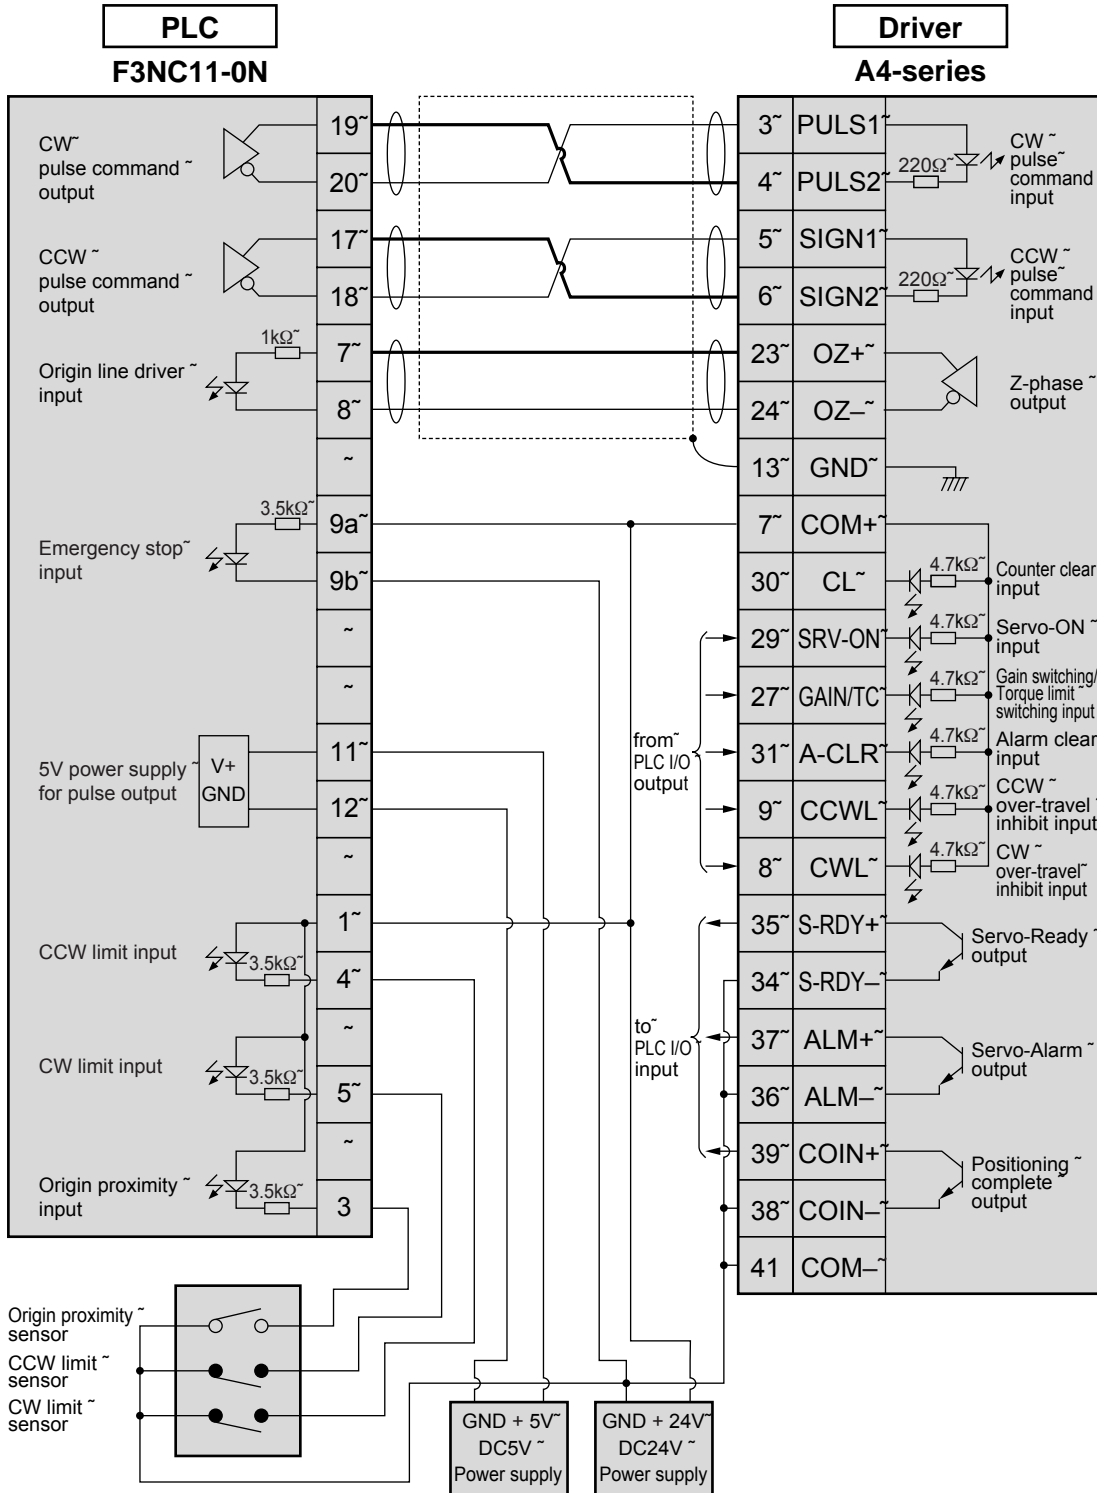 PLC
F3NC11-0N
Driver
A4-series
CW~
pulse command ~
output
19~
20~
3~ PULS1~
4~ PULS2~
220Ω~
CW ~
pulse~
command
input
CCW ~
pulse command ~
output
17~
18~
5~ SIGN1~
6~ SIGN2~
220Ω~
CCW ~
pulse~
command
input
Origin line driver ~
input
1kΩ~
7~
8~
23~ OZ+~
24~ OZ–~
Z-phase ~
output
~
13~ GND~
Emergency stop~
input
3.5kΩ~
9a~
9b~
7~ COM+~
30~ CL~
4.7kΩ~
Counter clear
input
~
29~ SRV-ON~
4.7kΩ~
Servo-ON ~
input
~
27~ GAIN/TC~
4.7kΩ~
Gain switching/
Torque limit ~
switching input
from~
PLC I/O
output
5V power supply ~
for pulse output
V+
GND
11~
12~
31~ A-CLR~
4.7kΩ~
Alarm clear
input
9~ CCWL~
4.7kΩ~
CCW ~
over-travel ~
inhibit input
~
8~ CWL~
4.7kΩ~
CW ~
over-travel~
inhibit input
CCW limit input
3.5kΩ~
1~
4~
35~ S-RDY+~
34~ S-RDY–~
Servo-Ready ~
output
to~
PLC I/O ~
input
~
CW limit input
3.5kΩ~
5~
37~ ALM+~
36~ ALM–~
Servo-Alarm ~
output
~
Origin proximity ~
input
3.5kΩ~
3
39~ COIN+~
38~ COIN–~
Positioning ~
complete ~
output
41 COM–~
Origin proximity ~
sensor
CCW limit ~
sensor
CW limit ~
sensor
GND + 5V~
DC5V ~
Power supply
GND + 24V~
DC24V ~
Power supply